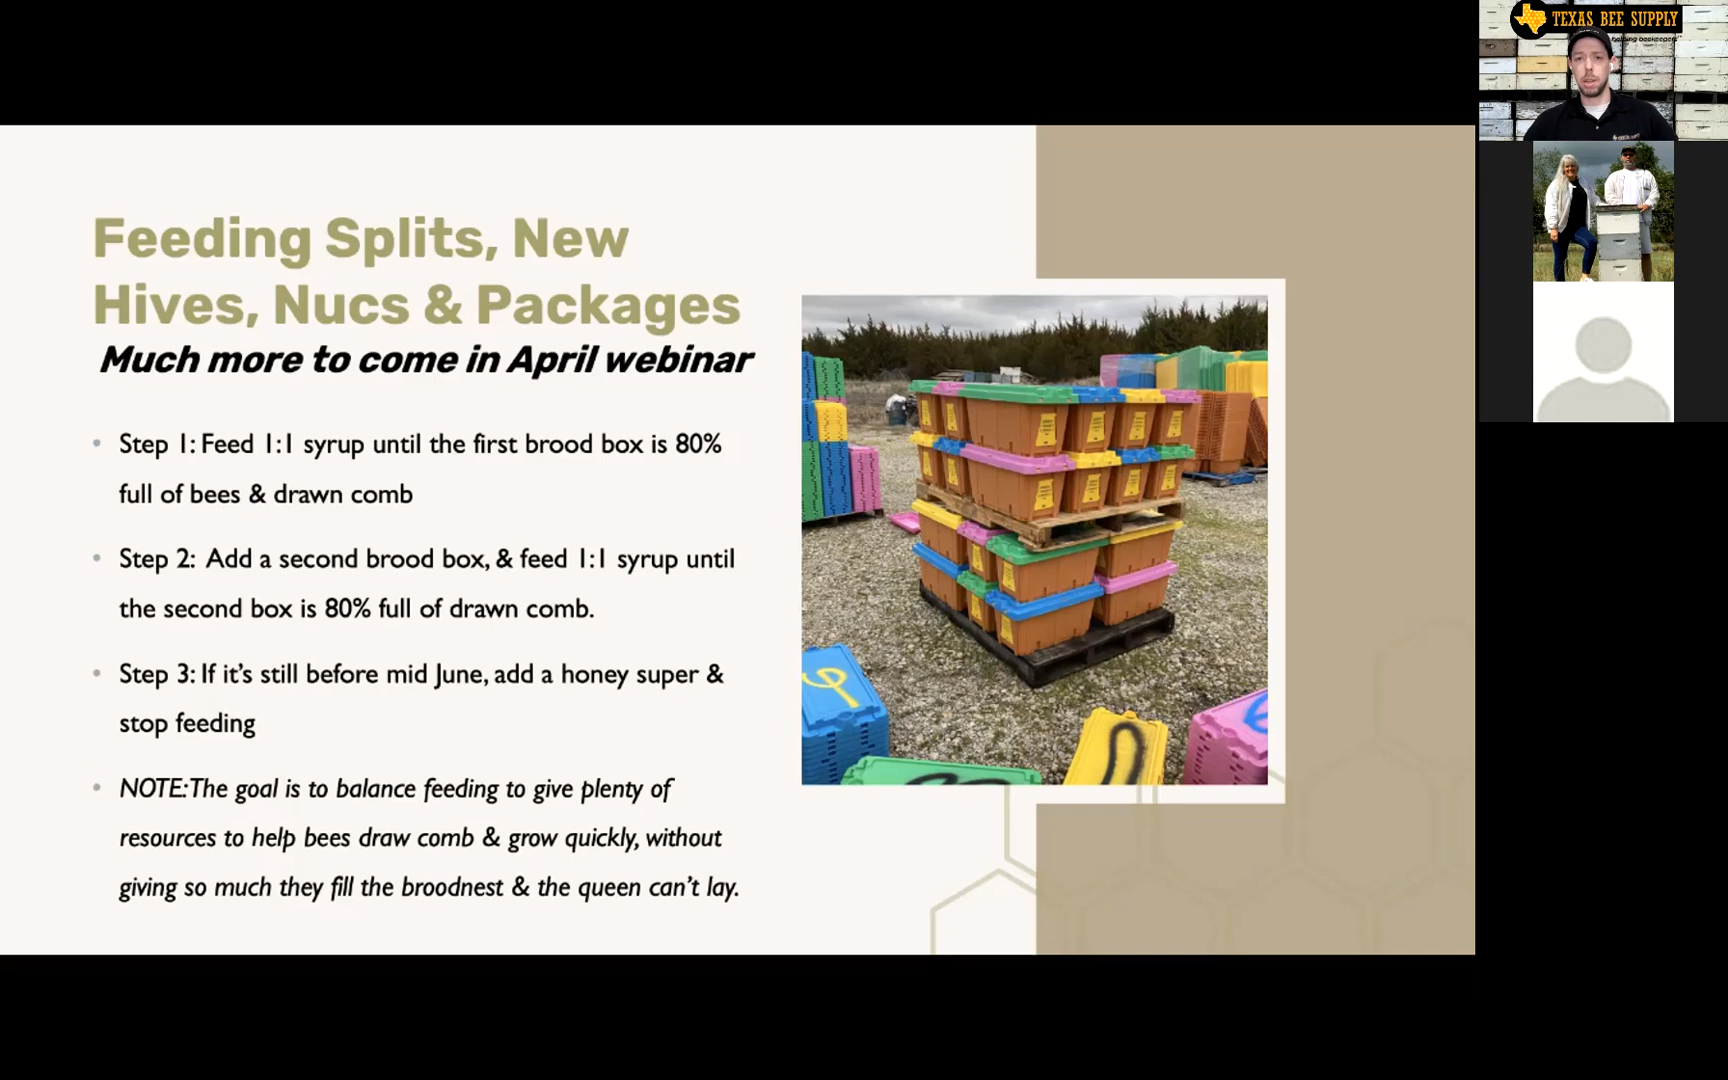 TEXAS BEE SUPPLY
Feeding Splits, New
Hives, Nucs & Packages
Much more to come in April webinar
• Step 1: Feed 1:1 syrup until the first brood box is 80%
full of bees & drawn comb
• Step 2: Add a second brood box, & feed 1:1 syrup until
the second box is 80% full of drawn comb.
• Step 3: If it’s still before mid June, add a honey super &
stop feeding
• NOTE: The goal is to balance feeding to give plenty of
resources to help bees draw comb & grow quickly, without
giving so much they fill the broodnest & the queen can’t lay.